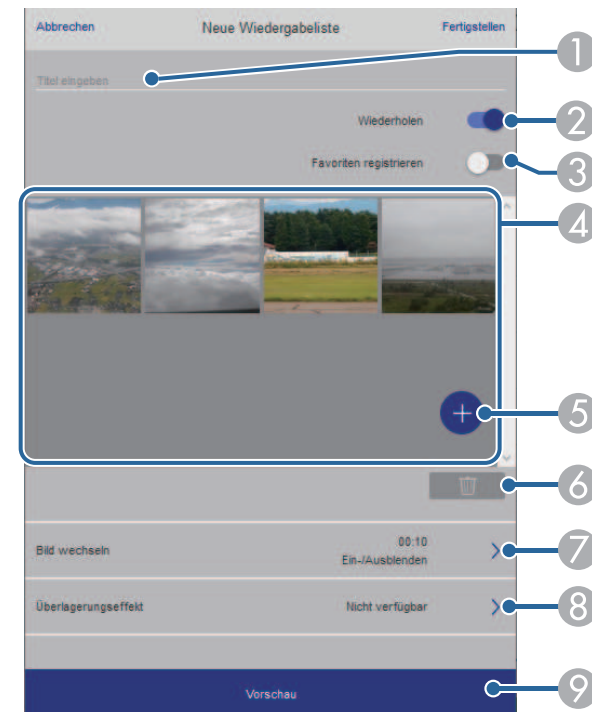 Abbrechen Neue Wiedergabeliste Fertigstellen
Titel eingeben
1
Wiederholen
2
Favoriten registrieren
3
4
+
5
6
00:10
Bild wechseln
Ein-/Ausblenden
7
Überlagerungseffekt Nicht verfügbar
8
Vorschau
9